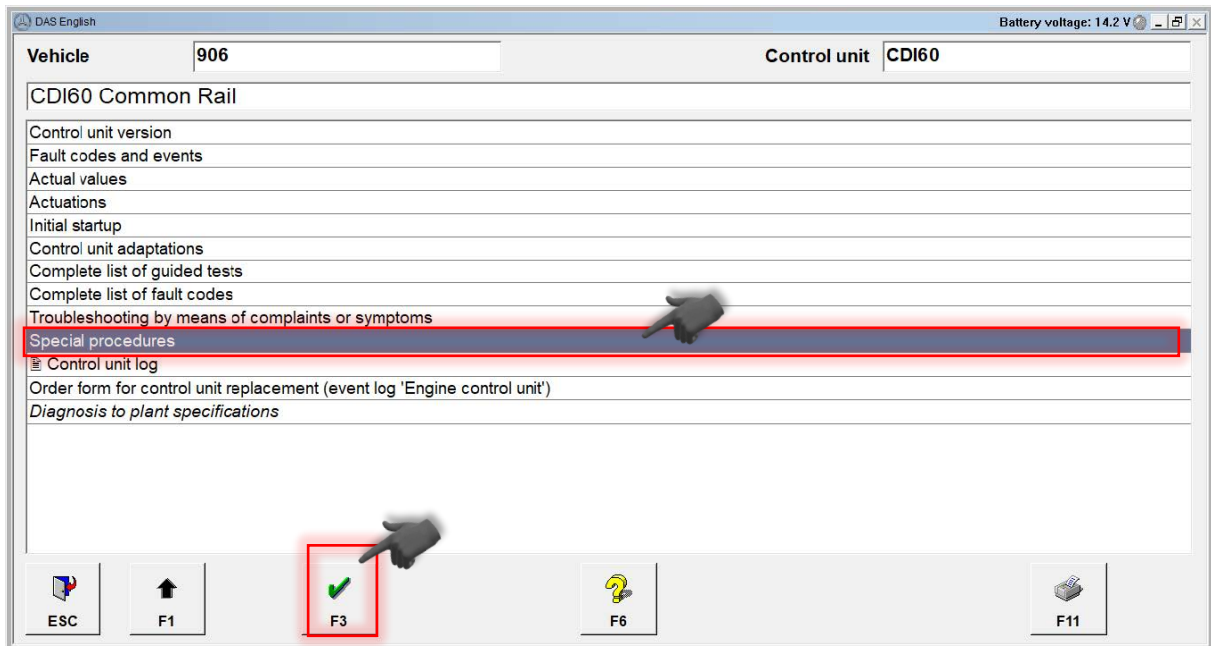 DAS English Battery voltage: 14.2 V
Vehicle 906 Control unit CDI60
CDI60 Common Rail
Control unit version
Fault codes and events
Actual values
Actuations
Initial startup
Control unit adaptations
Complete list of guided tests
Complete list of fault codes
Troubleshooting by means of complaints or symptoms
Special procedures
Control unit log
Order form for control unit replacement (event log 'Engine control unit')
Diagnosis to plant specifications
ESC F1 F3 F6 F11